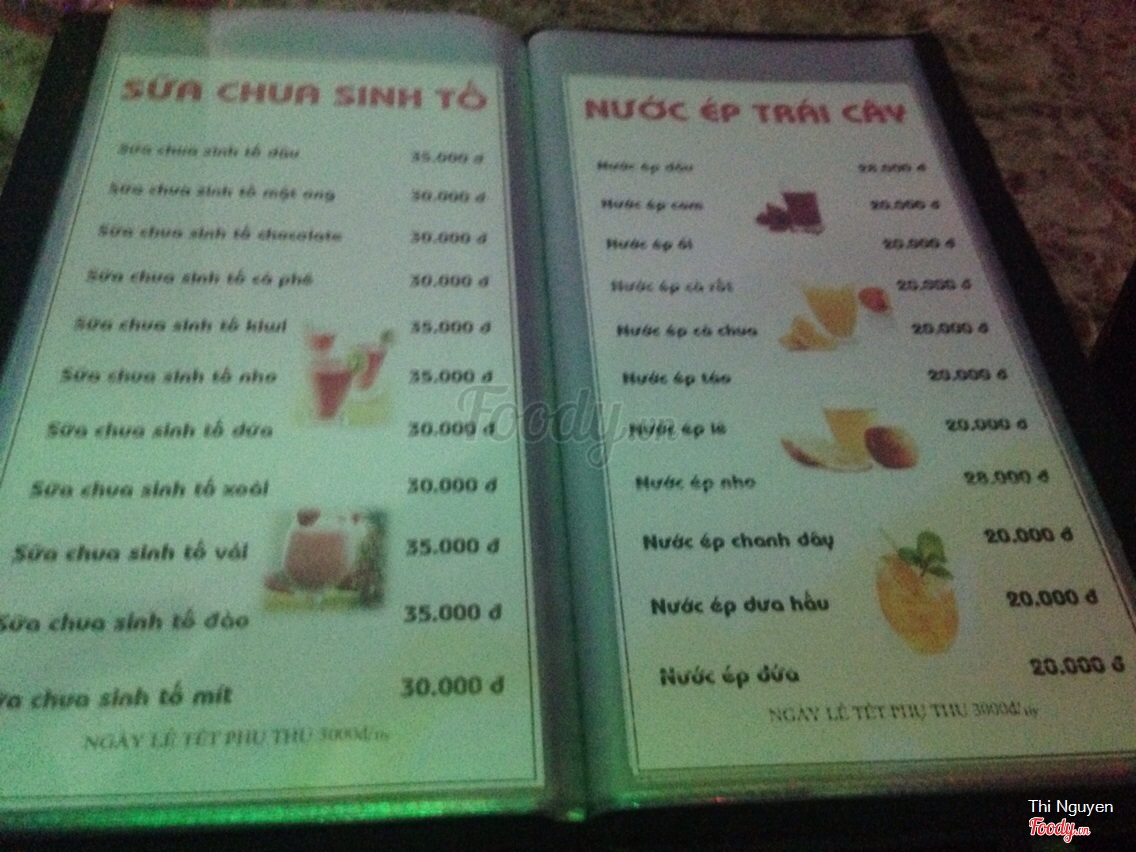 SỮA CHUA SINH TỐ
Sữa chua sinh tố dâu 35.000 đ
Sữa chua sinh tố mật ong 30.000 đ
Sữa chua sinh tố chocolate 30.000 đ
Sữa chua sinh tố cà phê 30.000 đ
Sữa chua sinh tố kiwi 35.000 đ
Sữa chua sinh tố nho 35.000 đ
Sữa chua sinh tố dứa 30.000 đ
Sữa chua sinh tố xoài 30.000 đ
Sữa chua sinh tố vải 35.000 đ
Sữa chua sinh tố đào 35.000 đ
ữa chua sinh tố mít 30.000 đ
NGÀY LỄ TẾT PHỤ THU 3000đ/ly
NƯỚC ÉP TRÁI CÂY
Nước ép dâu 28.000 đ
Nước ép cam 20.000 đ
Nước ép ổi 20.000 đ
Nước ép cà rốt 20.000 đ
Nước ép cà chua 20.000 đ
Nước ép táo 20.000 đ
Nước ép lê 20.000 đ
Nước ép nho 28.000 đ
Nước ép chanh dây 20.000 đ
Nước ép dưa hấu 20.000 đ
Nước ép dứa 20.000 đ
NGÀY LỄ TẾT PHỤ THU 3000đ/ly
Foody.vn
Thi Nguyen
Foody.vn